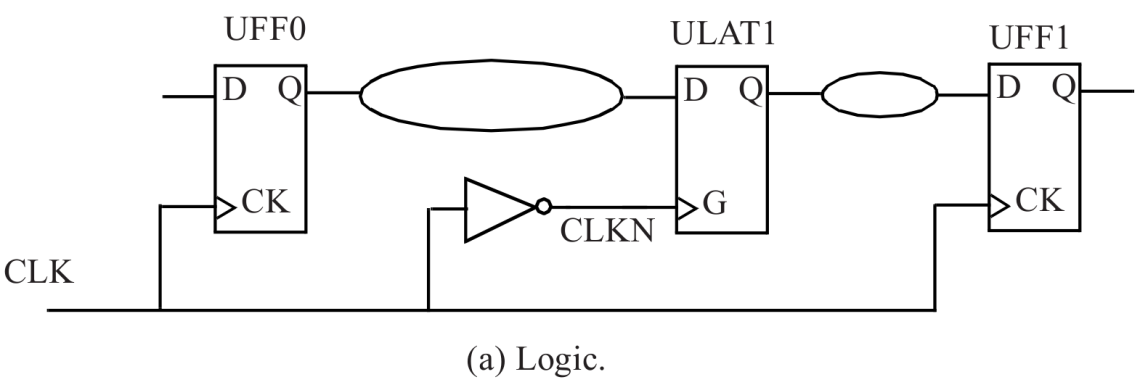 UFF0
ULAT1
UFF1
D Q
D Q
D Q
CK
G
CK
CLKN
CLK
(a) Logic.